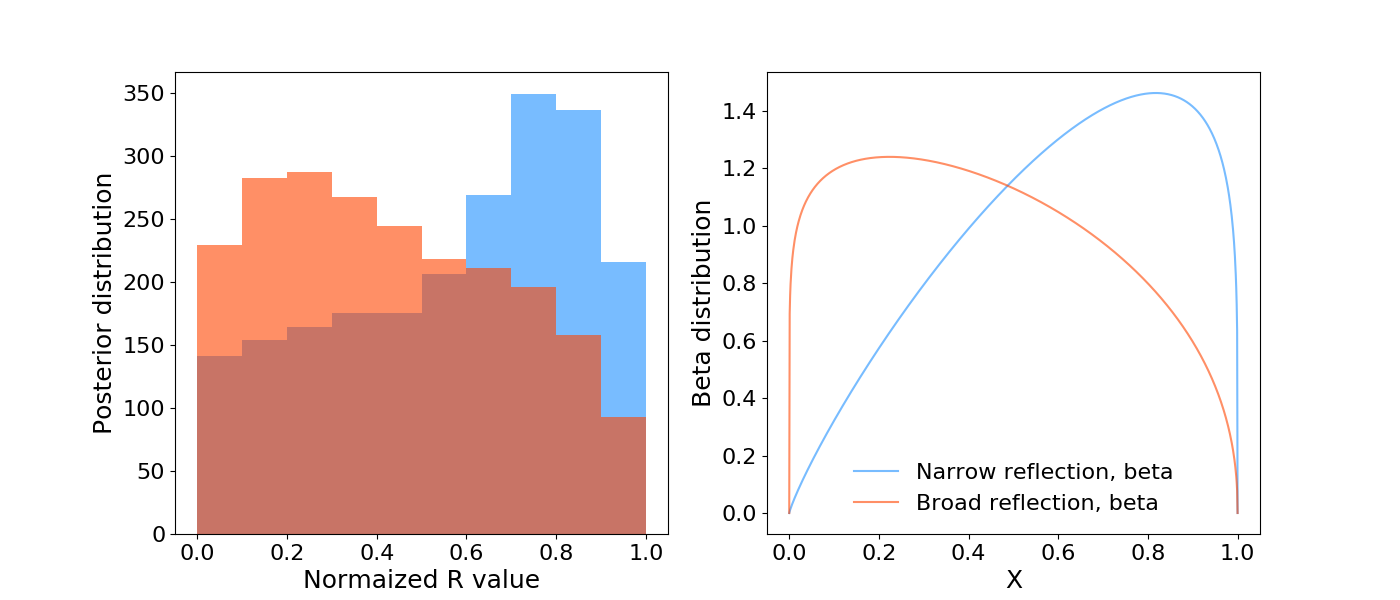 Posterior distribution
350
300
250
200
150
100
50
0
0.0 0.2 0.4 0.6 0.8 1.0
Normaized R value
Beta distribution
1.4
1.2
1.0
0.8
0.6
0.4
0.2
0.0
Narrow reflection, beta
Broad reflection, beta
0.0 0.2 0.4 0.6 0.8 1.0
X